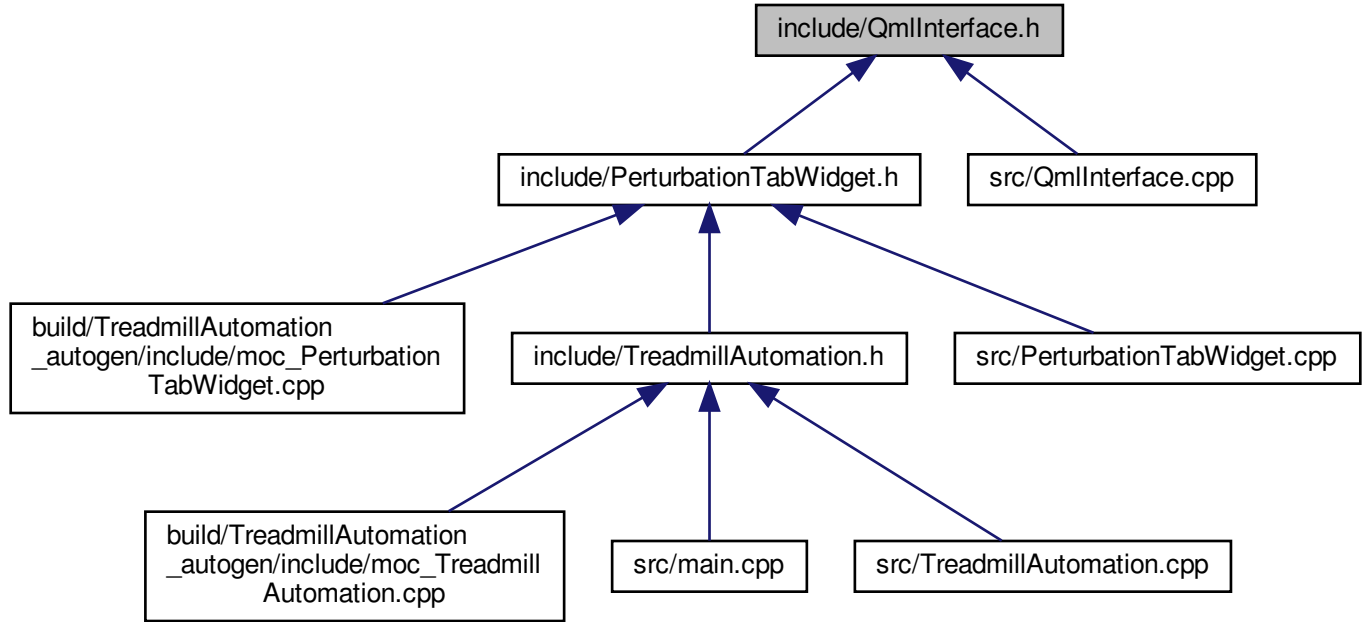 include/QmlInterface.h
include/PerturbationTabWidget.h
src/QmlInterface.cpp
build/TreadmillAutomation
_autogen/include/moc_Perturbation
TabWidget.cpp
include/TreadmillAutomation.h
src/PerturbationTabWidget.cpp
build/TreadmillAutomation
_autogen/include/moc_Treadmill
Automation.cpp
src/main.cpp
src/TreadmillAutomation.cpp